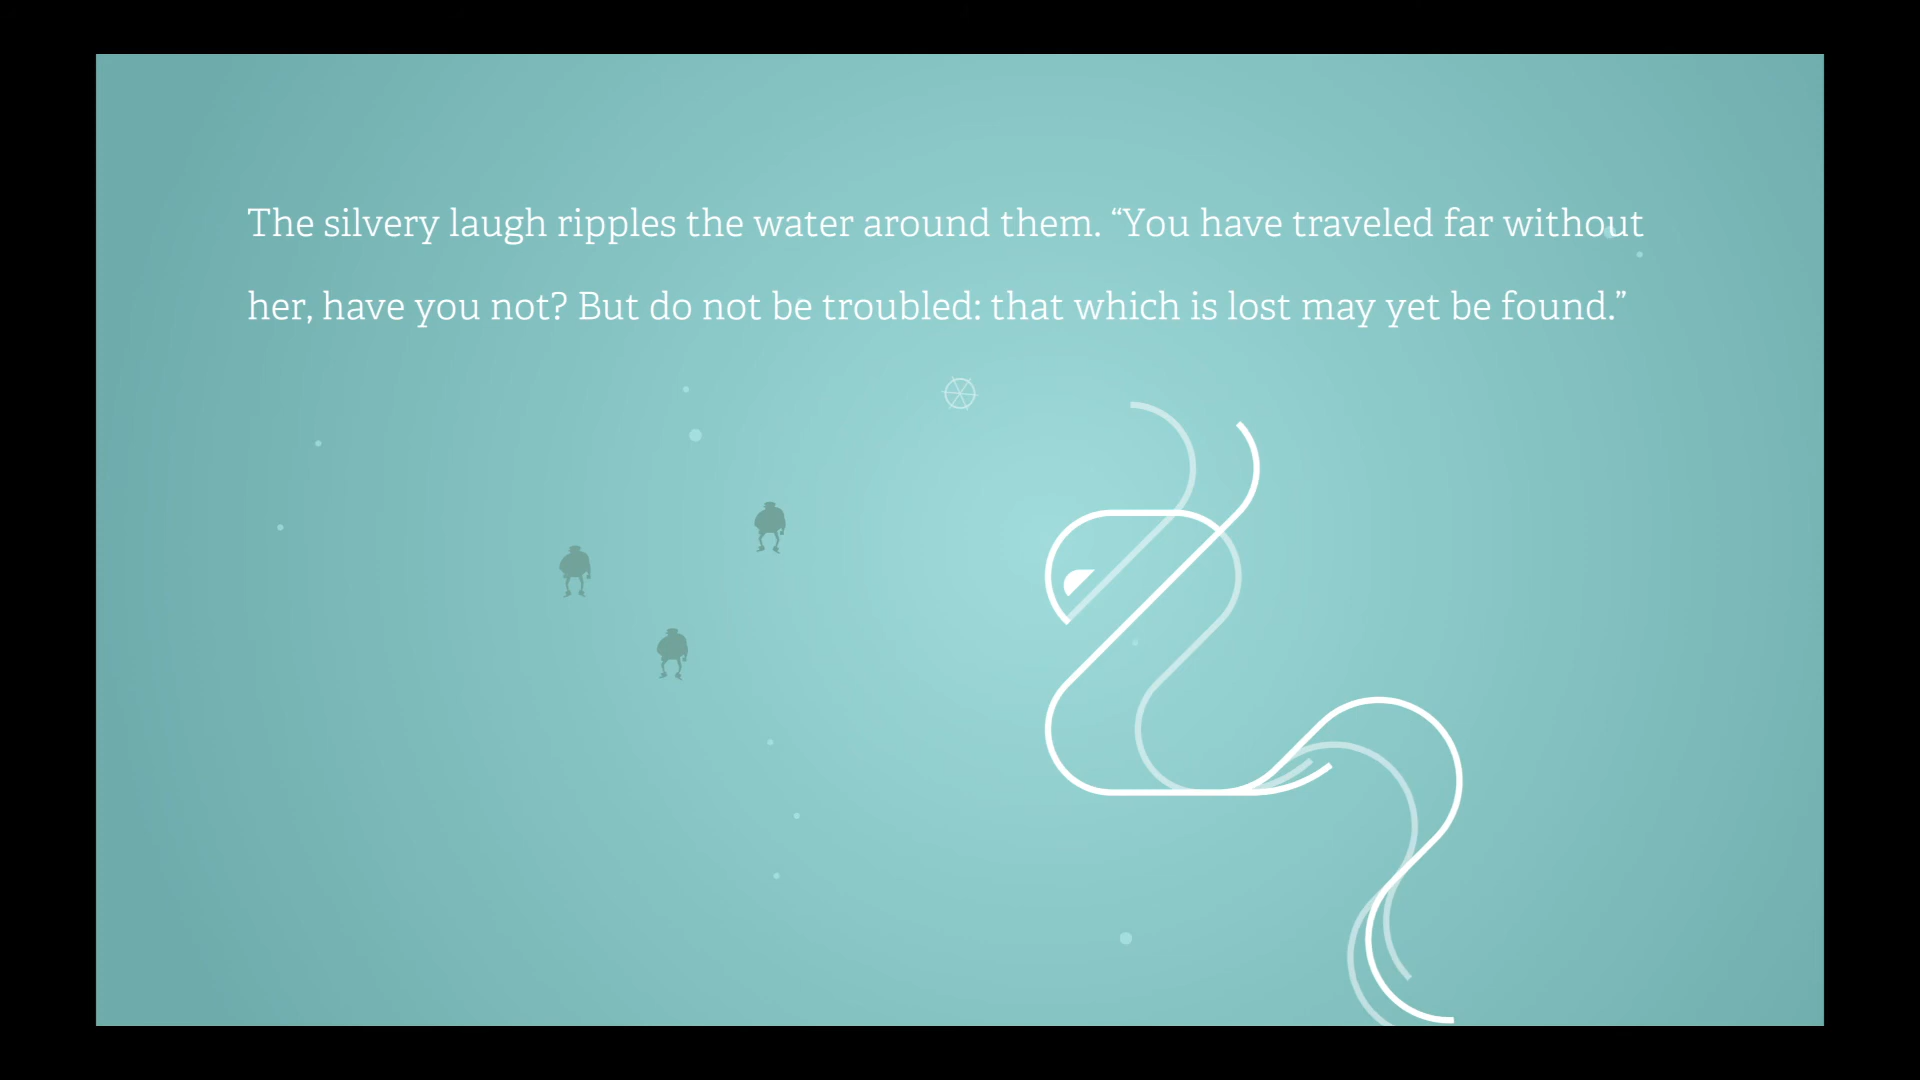 The silvery laugh ripples the water around them. “You have traveled far without
her, have you not? But do not be troubled: that which is lost may yet be found.”